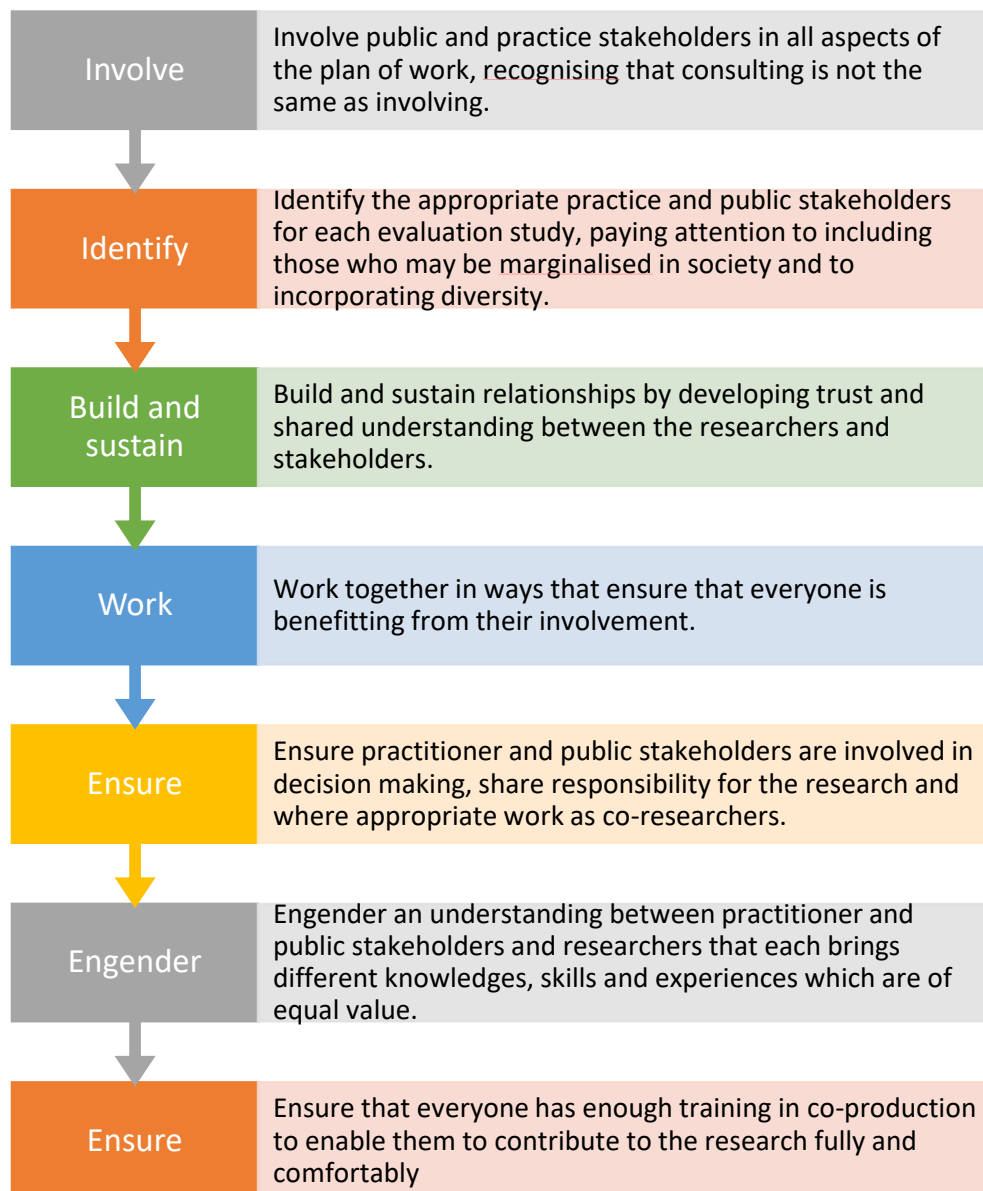 Involve
Involve public and practice stakeholders in all aspects of
the plan of work, recognising that consulting is not the
same as involving.
Identify
Identify the appropriate practice and public stakeholders
for each evaluation study, paying attention to including
those who may be marginalised in society and to
incorporating diversity.
Build and
sustain
Build and sustain relationships by developing trust and
shared understanding between the researchers and
stakeholders.
Work
Work together in ways that ensure that everyone is
benefitting from their involvement.
Ensure
Ensure practitioner and public stakeholders are involved in
decision making, share responsibility for the research and
where appropriate work as co-researchers.
Engender
Engender an understanding between practitioner and
public stakeholders and researchers that each brings
different knowledges, skills and experiences which are of
equal value.
Ensure
Ensure that everyone has enough training in co-production
to enable them to contribute to the research fully and
comfortably